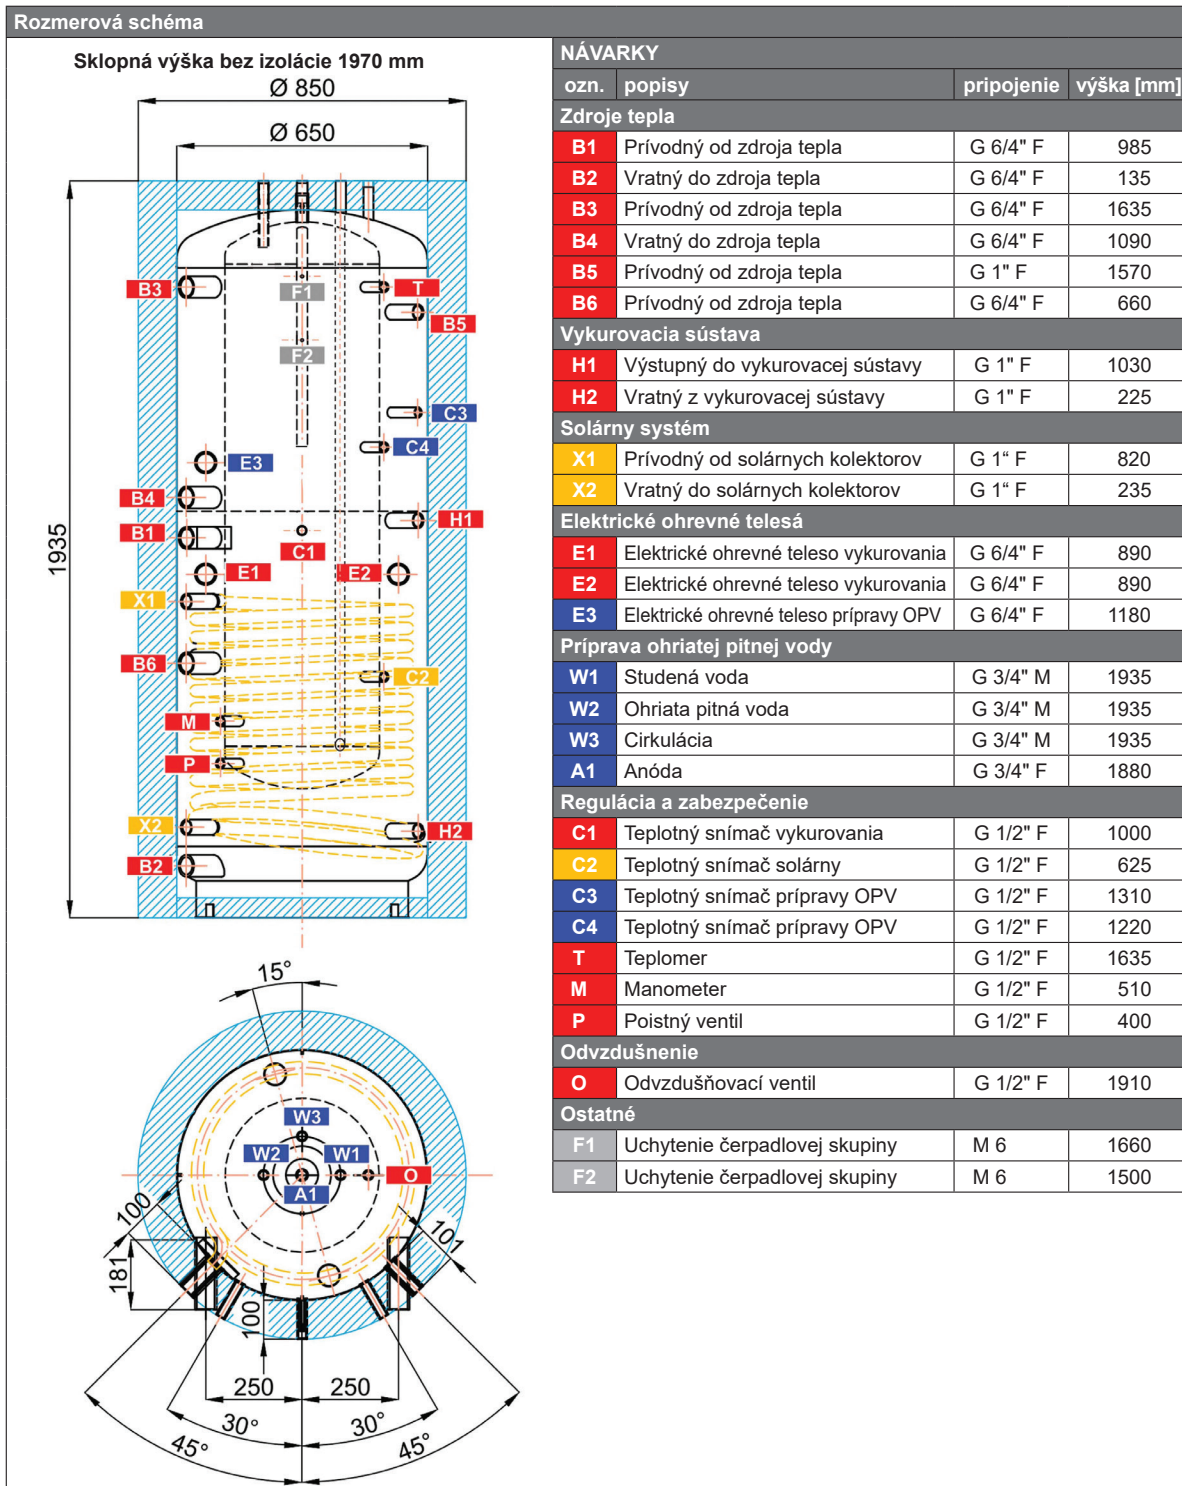 Rozmerová schéma
Sklopná výška bez izolácie 1970 mm
Ø 850
Ø 650
1935
B3
F1
T
B5
F2
C3
C4
E3
B4
B1
H1
C1
E1
E2
X1
B6
C2
M
P
X2
H2
B2
15°
W3
W2
W1
O
A1
100
181
100
101
250
250
30°
30°
45°
45°
NÁVARKY
ozn. popisy pripojenie výška [mm]
Zdroje tepla
B1 Prívodný od zdroja tepla G 6/4" F 985
B2 Vratný do zdroja tepla G 6/4" F 135
B3 Prívodný od zdroja tepla G 6/4" F 1635
B4 Vratný do zdroja tepla G 6/4" F 1090
B5 Prívodný od zdroja tepla G 1" F 1570
B6 Prívodný od zdroja tepla G 6/4" F 660
Vykurovacia sústava
H1 Výstupný do vykurovacej sústavy G 1" F 1030
H2 Vratný z vykurovacej sústavy G 1" F 225
Solárny systém
X1 Prívodný od solárnych kolektorov G 1“ F 820
X2 Vratný do solárnych kolektorov G 1“ F 235
Elektrické ohrevné telesá
E1 Elektrické ohrevné teleso vykurovania G 6/4" F 890
E2 Elektrické ohrevné teleso vykurovania G 6/4" F 890
E3 Elektrické ohrevné teleso prípravy OPV G 6/4" F 1180
Príprava ohriatej pitnej vody
W1 Studená voda G 3/4" M 1935
W2 Ohriata pitná voda G 3/4" M 1935
W3 Cirkulácia G 3/4" M 1935
A1 Anóda G 3/4" F 1880
Regulácia a zabezpečenie
C1 Teplotný snímač vykurovania G 1/2" F 1000
C2 Teplotný snímač solárny G 1/2" F 625
C3 Teplotný snímač prípravy OPV G 1/2" F 1310
C4 Teplotný snímač prípravy OPV G 1/2" F 1220
T Teplomer G 1/2" F 1635
M Manometer G 1/2" F 510
P Poistný ventil G 1/2" F 400
Odvzdušnenie
O Odvzdušňovací ventil G 1/2" F 1910
Ostatné
F1 Uchytenie čerpadlovej skupiny M 6 1660
F2 Uchytenie čerpadlovej skupiny M 6 1500